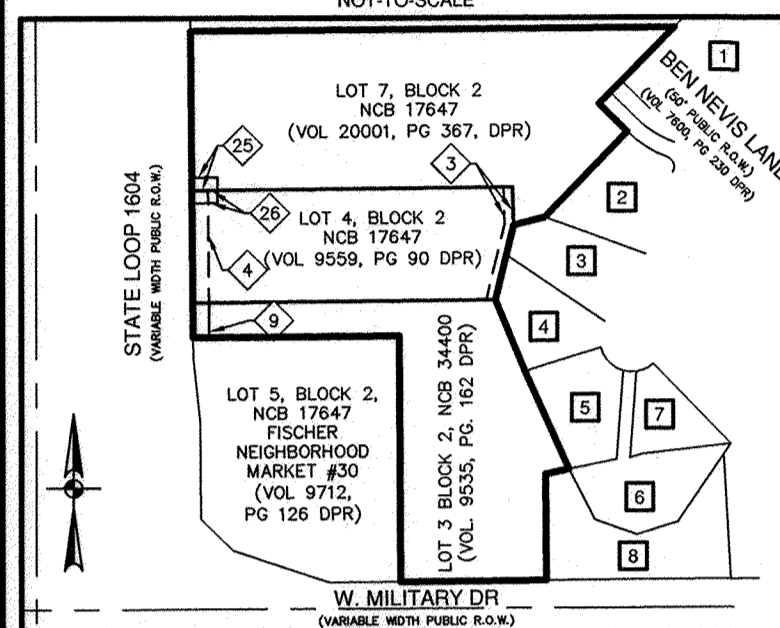 NOT-TO-SCALE
LOT 7, BLOCK 2
NCB 17647
(VOL 20001, PG 367, DPR)
1
BEN NEVIS LAND
(50' PUBLIC R.O.W.)
(VOL 7600, PG 230 DPR)
25
3
2
26
LOT 4, BLOCK 2
NCB 17647
(VOL 9559, PG 90 DPR)
4
3
STATE LOOP 1604
(VARIABLE WIDTH PUBLIC R.O.W.)
9
4
LOT 5, BLOCK 2,
NCB 17647
FISCHER
NEIGHBORHOOD
MARKET #30
(VOL 9712,
PG 126 DPR)
LOT 3 BLOCK 2, NCB 34400
(VOL. 9535, PG. 162 DPR)
5
7
6
8
W. MILITARY DR
(VARIABLE WIDTH PUBLIC R.O.W.)